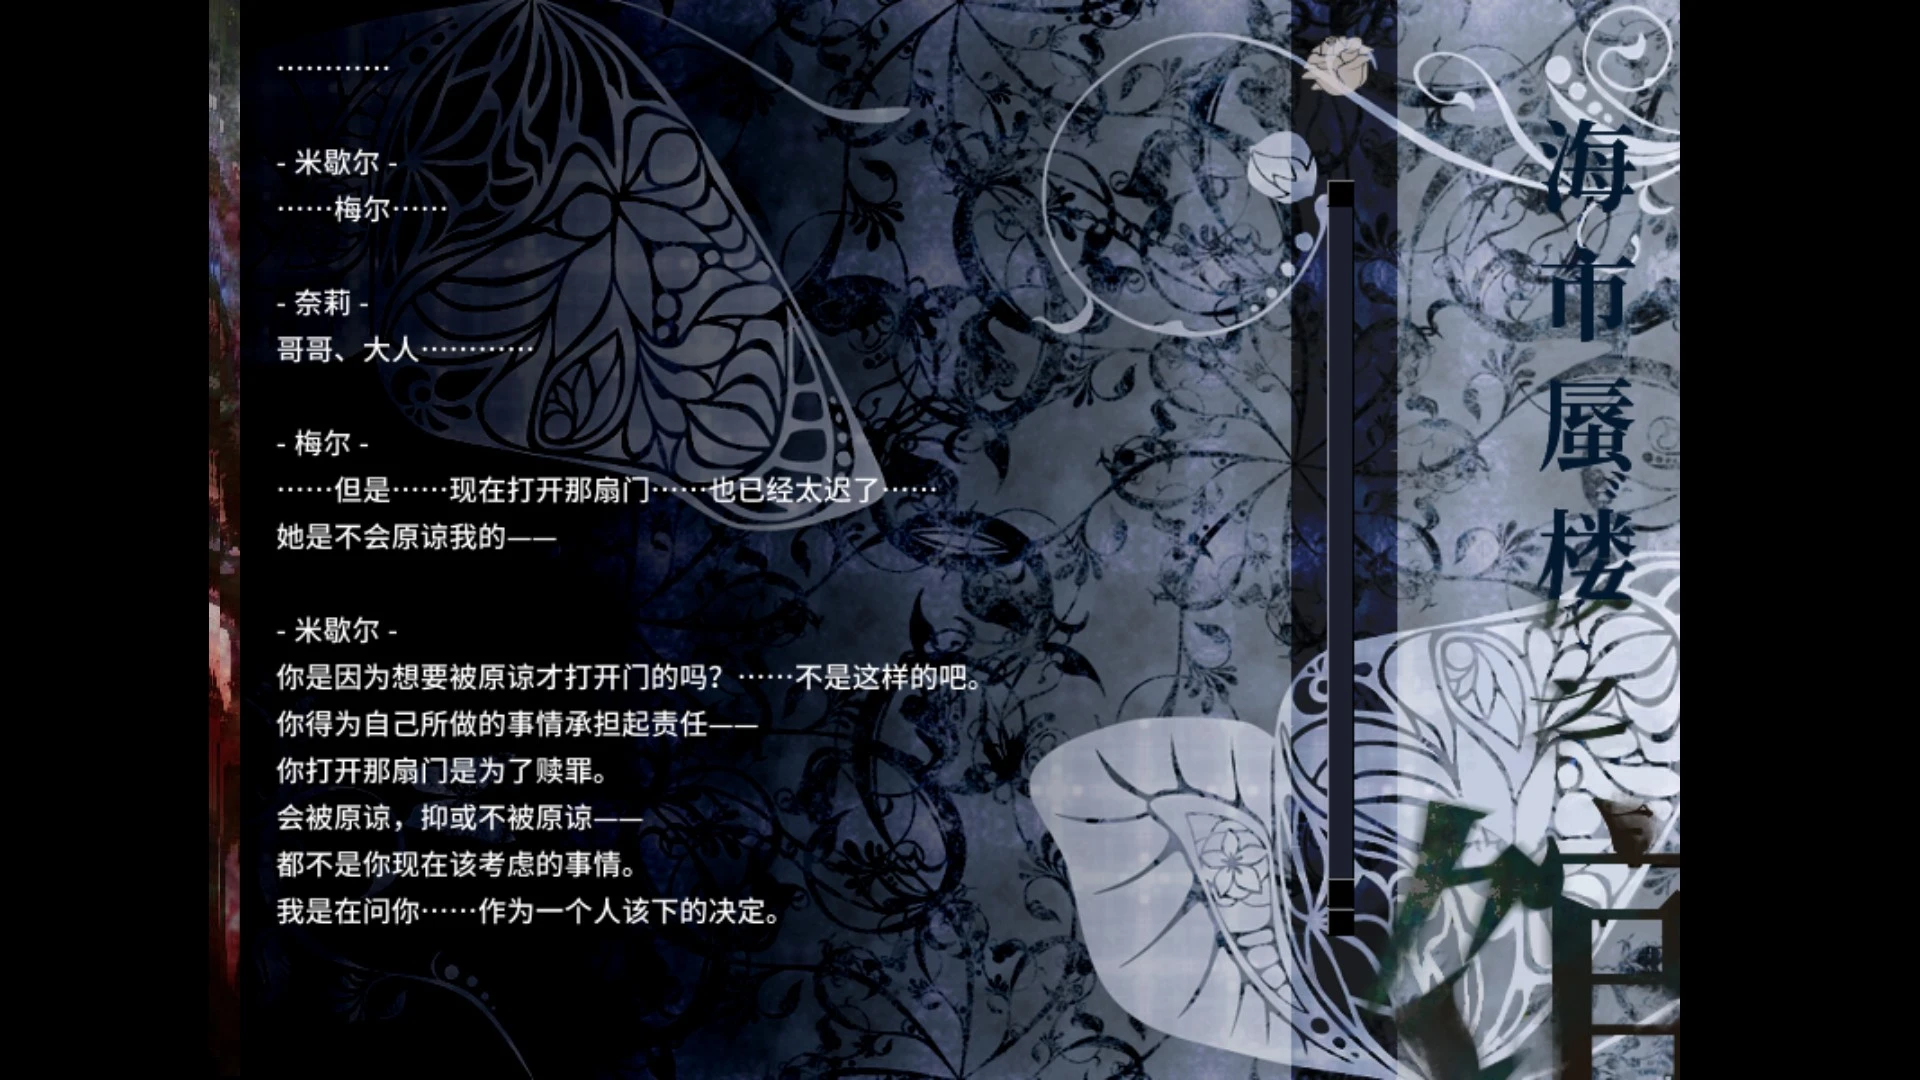 …………
- 米歇尔 -
……梅尔……
- 奈莉 -
哥哥、大人…………
- 梅尔 -
……但是……现在打开那扇门……也已经太迟了……
她是不会原谅我的——
- 米歇尔 -
你是因为想要被原谅才打开门的吗？……不是这样的吧。
你得为自己所做的事情承担起责任——
你打开那扇门是为了赎罪。
会被原谅，抑或不被原谅——
都不是你现在该考虑的事情。
我是在问你……作为一个人该下的决定。
海市蜃楼之馆